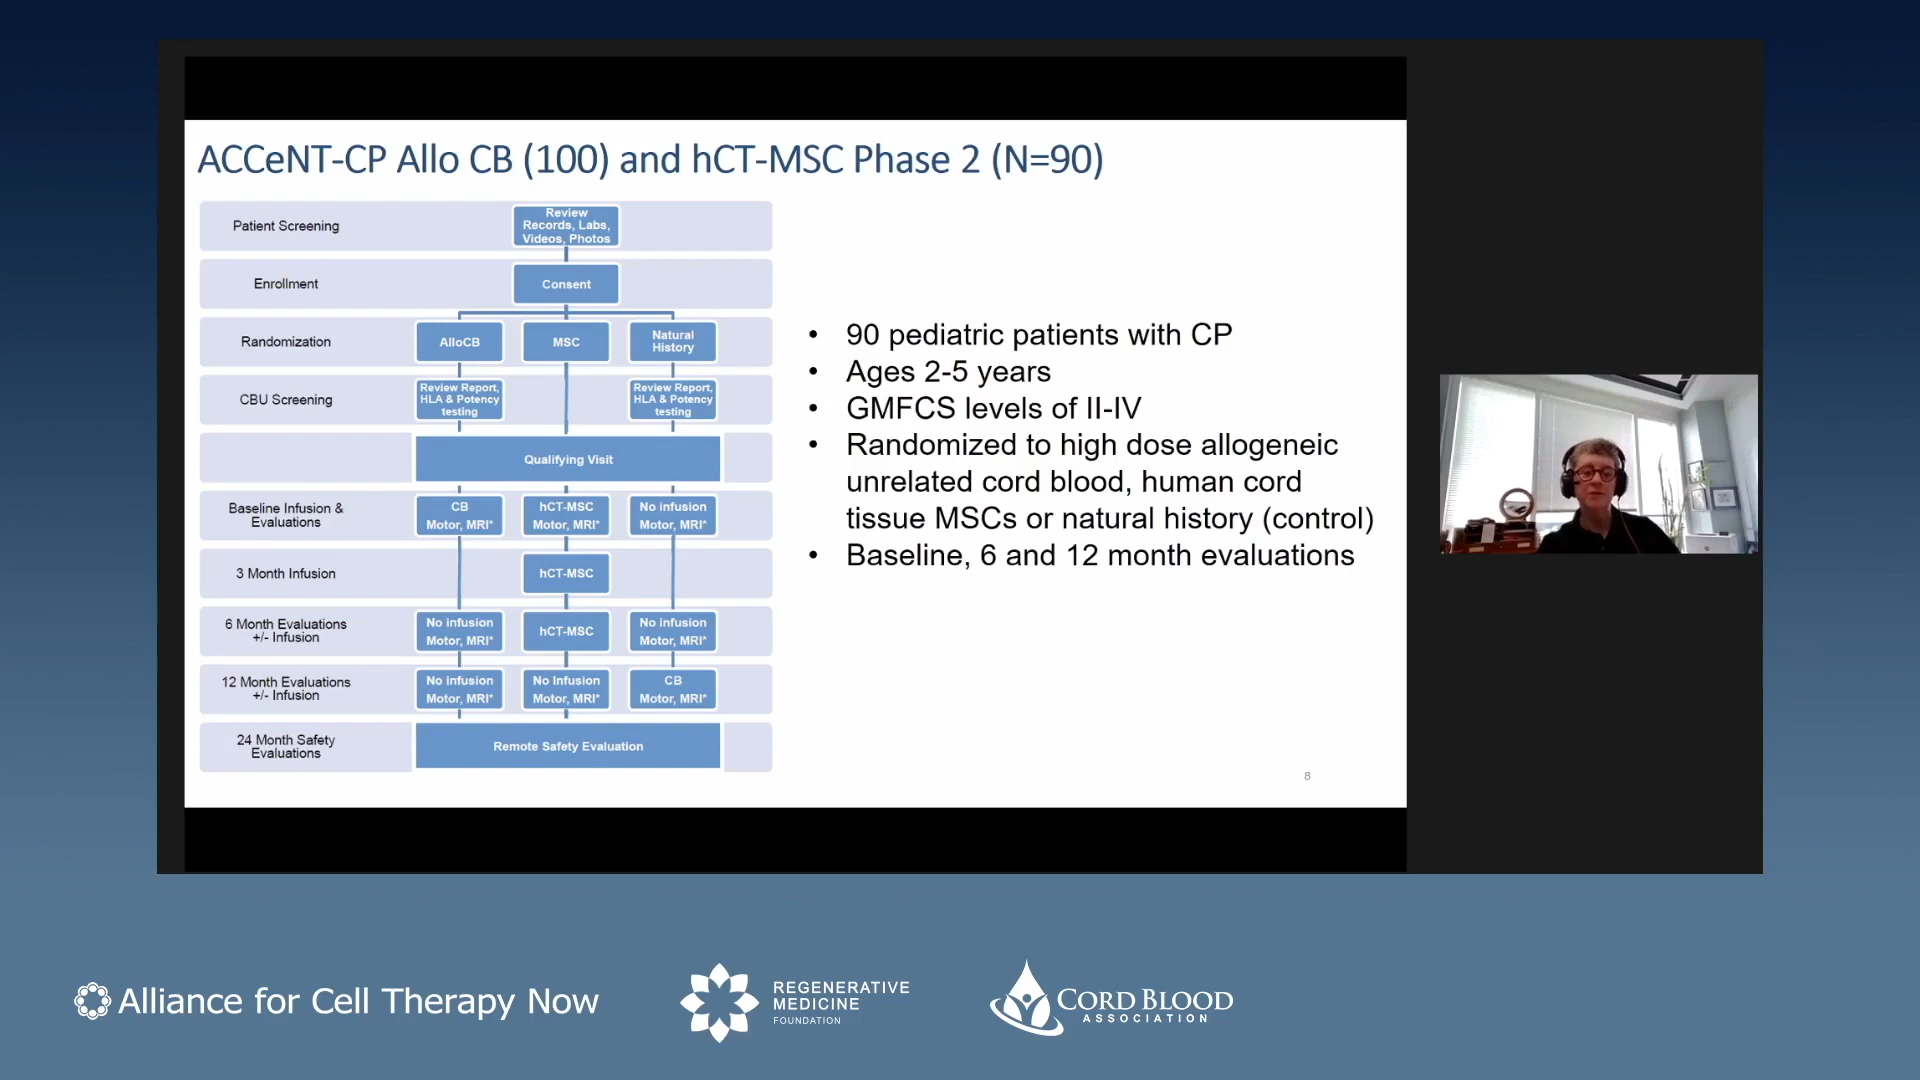 ACCeNT-CP Allo CB (100) and hCT-MSC Phase 2 (N=90)
Patient Screening
Review
Records, Labs,
Videos, Photos
Enrollment
Consent
Randomization
AlloCB
MSC
Natural
History
CBU Screening
Review Report,
HLA & Potency
testing
Review Report,
HLA & Potency
testing
Qualifying Visit
Baseline Infusion &
Evaluations
CB
Motor, MRI*
hCT-MSC
Motor, MRI*
No infusion
Motor, MRI*
3 Month Infusion
hCT-MSC
6 Month Evaluations
+/- Infusion
No infusion
Motor, MRI*
hCT-MSC
No infusion
Motor, MRI*
12 Month Evaluations
+/- Infusion
No infusion
Motor, MRI*
No Infusion
Motor, MRI*
CB
Motor, MRI*
24 Month Safety
Evaluations
Remote Safety Evaluation
• 90 pediatric patients with CP
• Ages 2-5 years
• GMFCS levels of II-IV
• Randomized to high dose allogeneic
unrelated cord blood, human cord
tissue MSCs or natural history (control)
• Baseline, 6 and 12 month evaluations
8
Alliance for Cell Therapy Now
REGENERATIVE
MEDICINE
FOUNDATION
CORD BLOOD
ASSOCIATION